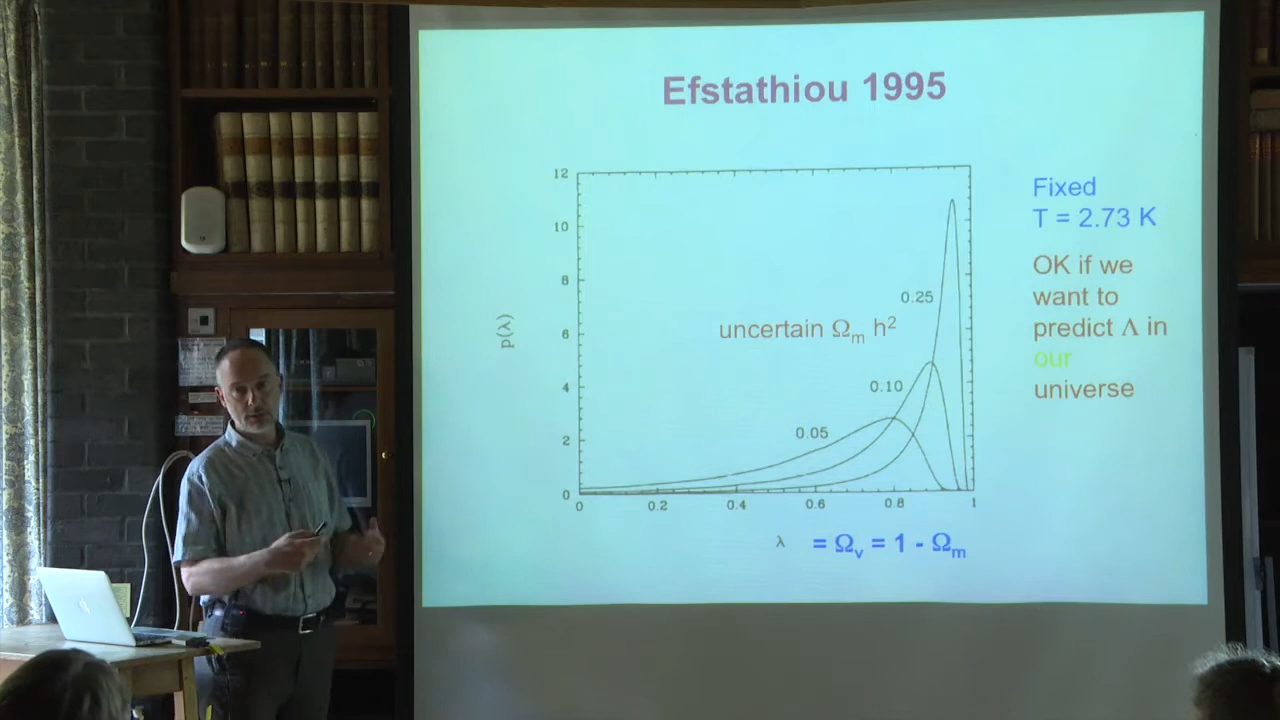 Efstathiou 1995
12
10
8
6
4
2
0
p(λ)
0.25
uncertain Ωm h²
0.10
0.05
0
0.2
0.4
0.6
0.8
1
λ = Ωv = 1 - Ωm
Fixed
T = 2.73 K
OK if we
want to
predict Λ in
our
universe